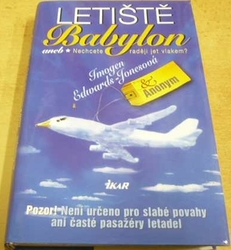 LETIŠTĚ
Babylon
aneb • Nechcete raději jet vlakem?
Imogen
Edwards-Jonesová
& Anonym
IKAR
Pozor! Není určeno pro slabé povahy
ani časté pasažéry letadel